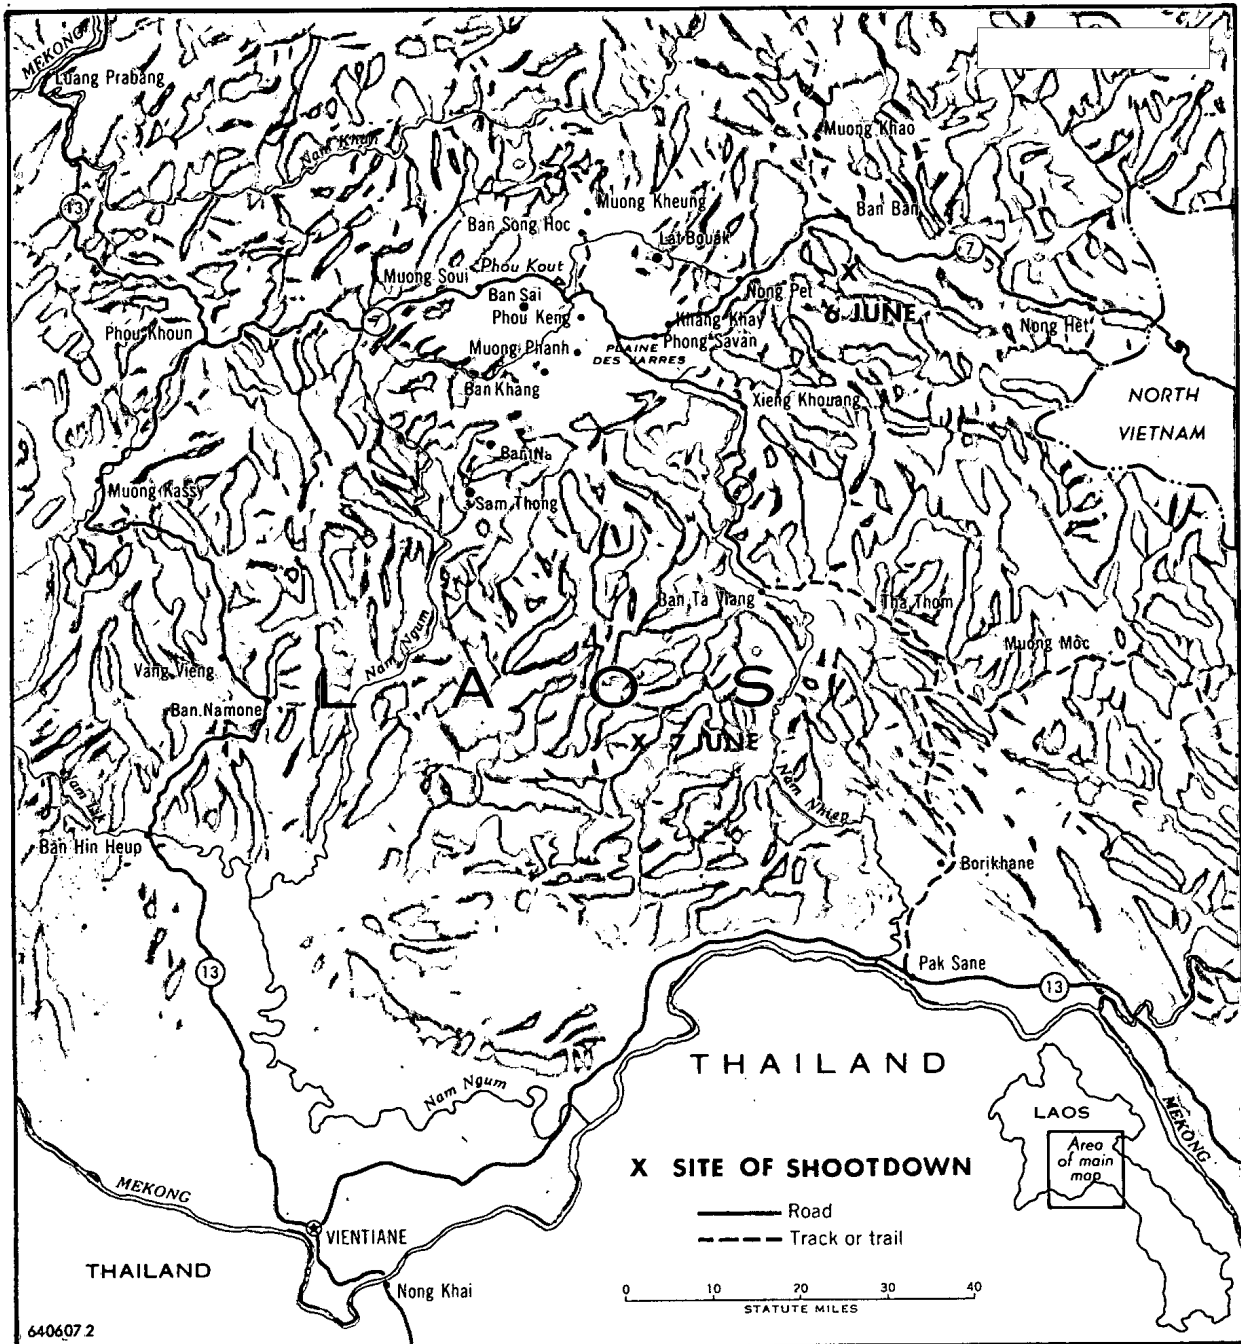 MEKONG
Luang Prabang
Muong Khao
Nam Khan
13
Muong Kheung
Ban Ban
Ban Song Hoc
Lat Bouak
7
Phou Kout
Muong Soui
Nong Pet
Ban Sai
6 JUNE
X
Phou Keng
Khang Khay
Nong Het
7
Phou Khoun
Phong Savan
PLAINE
DES JARRES
Muong Phanh
Ban Khang
Xieng Khouang
NORTH
VIETNAM
Ban Na
Muong Kassy
Sam Thong
Ban Ta Viang
Tha Thom
Nam Ngum
Muong Môc
Vang Vieng
LAOS
Ban Namone
X 7 JUNE
Nam Nhiep
Nam Lik
Ban Hin Heup
Borikhane
13
Pak Sane
13
THAILAND
Nam Ngum
LAOS
Area
of main
map
MEKONG
X SITE OF SHOOTDOWN
MEKONG
Road
VIENTIANE
Track or trail
THAILAND
Nong Khai
0 10 20 30 40
STATUTE MILES
640607 2